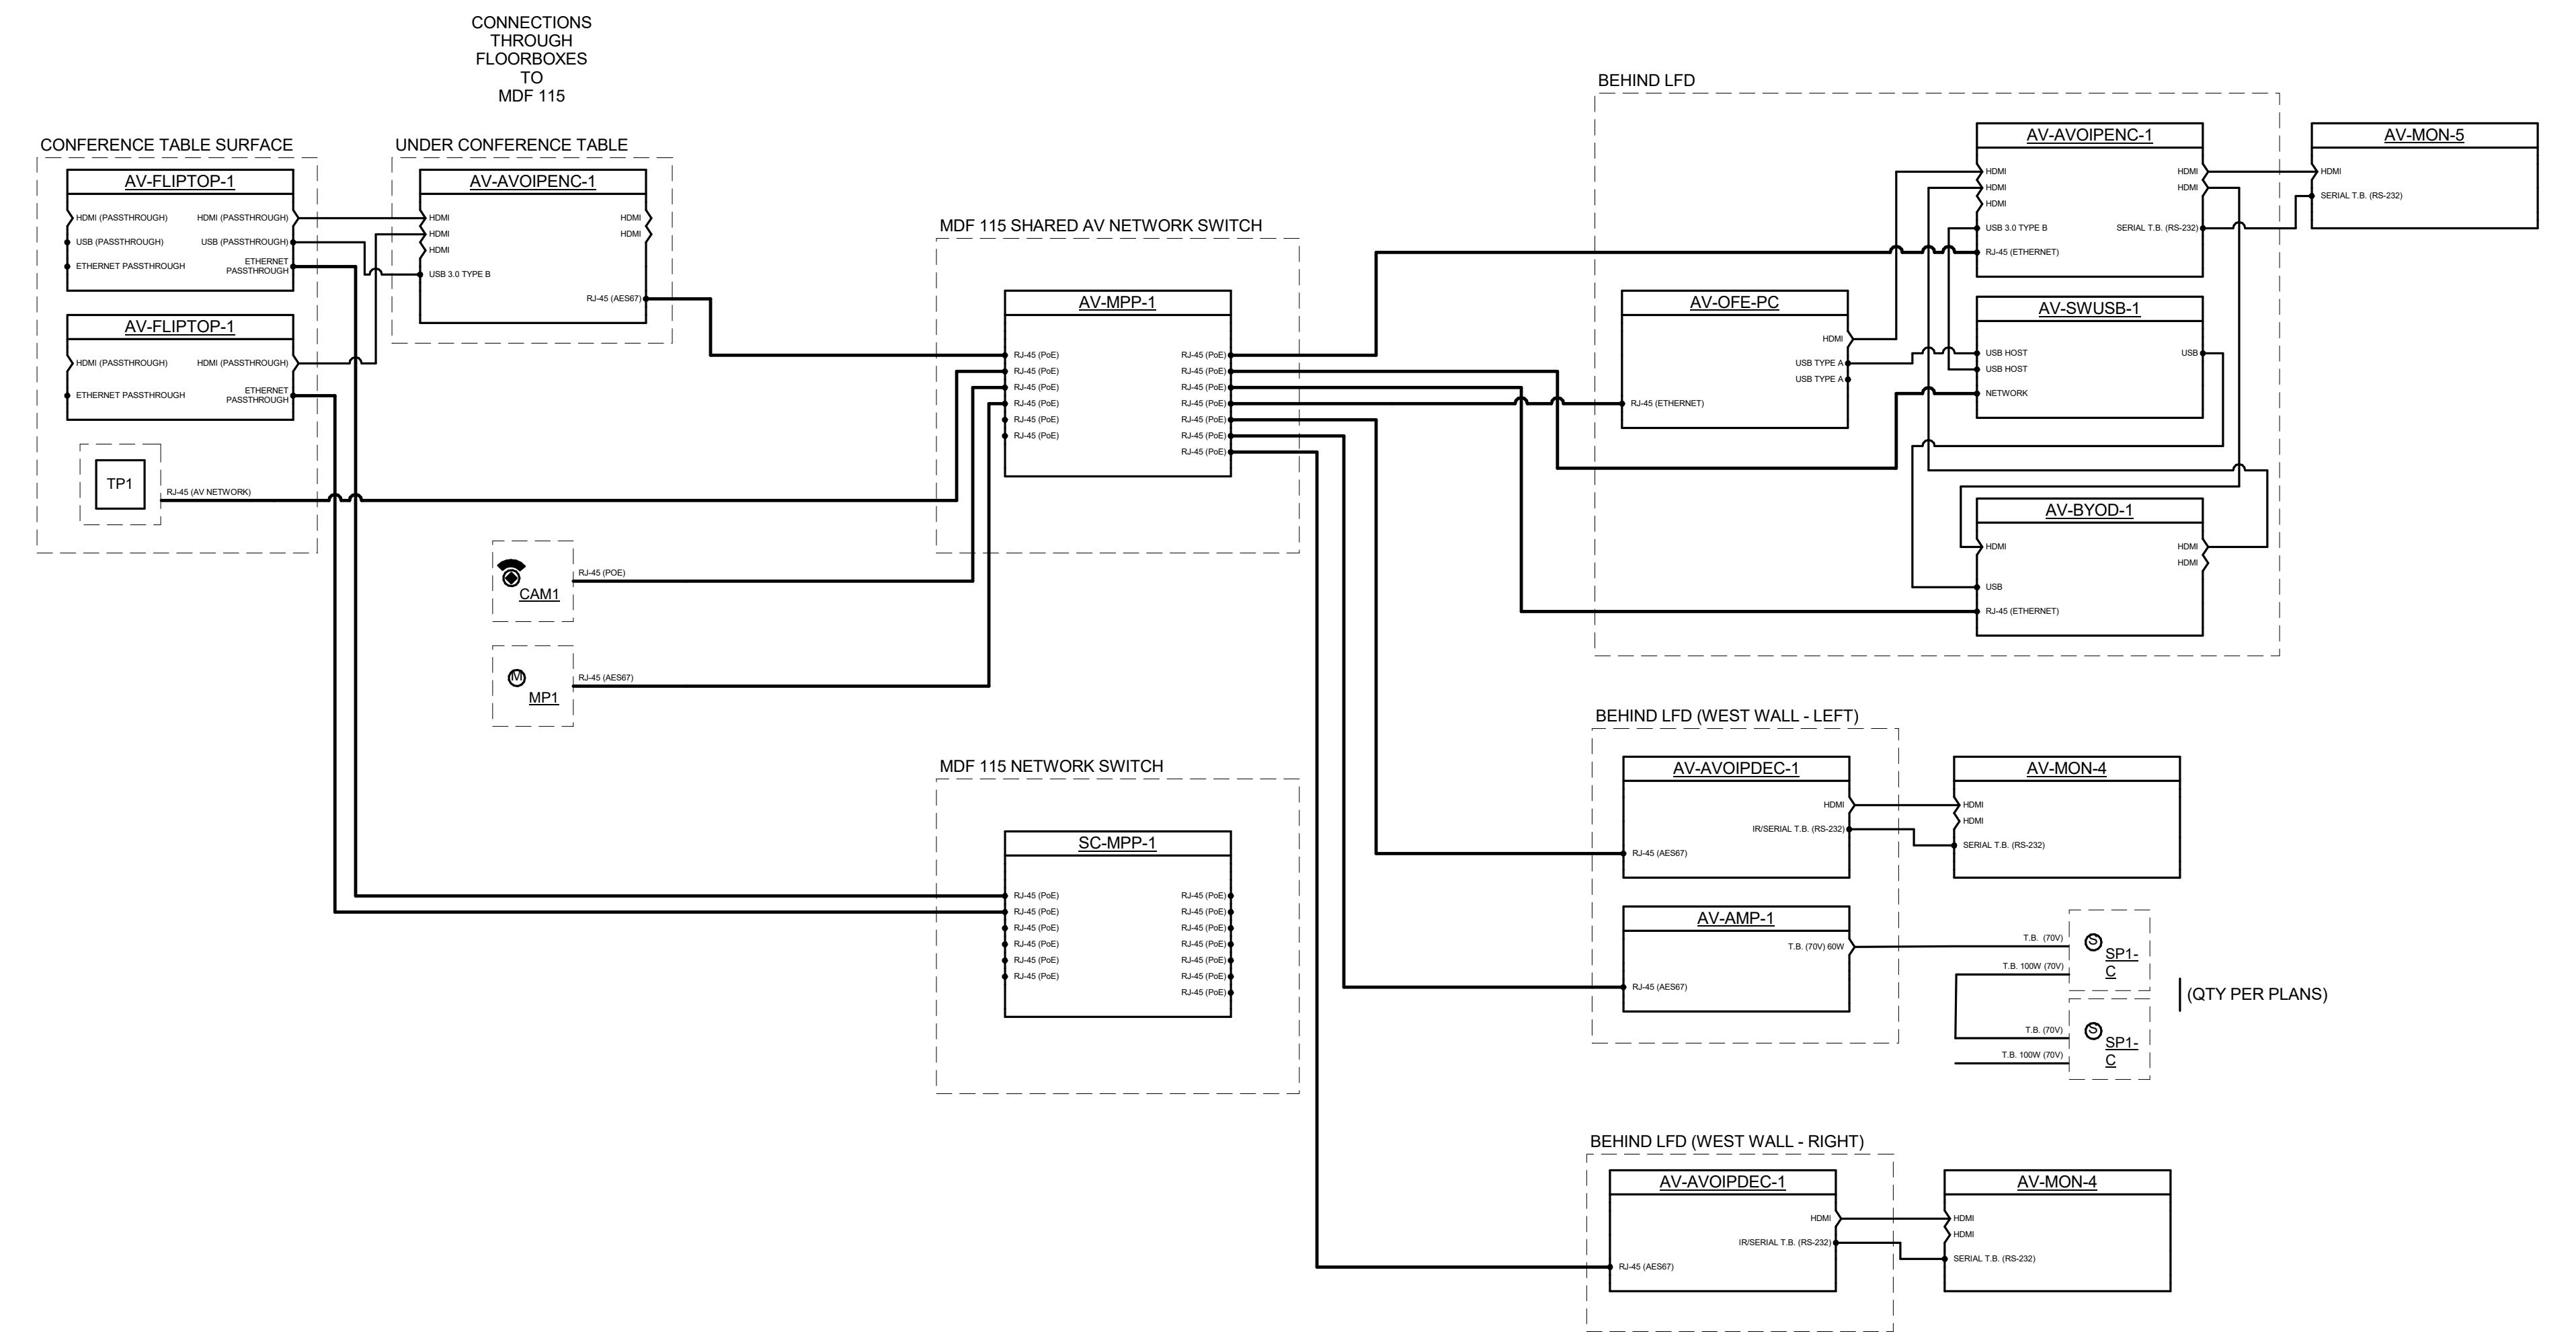 CONNECTIONS
THROUGH
FLOORBOXES
TO
MDF 115
CONFERENCE TABLE SURFACE
AV-FLIPTOP-1
HDMI (PASSTHROUGH) HDMI (PASSTHROUGH)
USB (PASSTHROUGH) USB (PASSTHROUGH)
ETHERNET PASSTHROUGH ETHERNET
PASSTHROUGH
AV-FLIPTOP-1
HDMI (PASSTHROUGH) HDMI (PASSTHROUGH)
ETHERNET PASSTHROUGH ETHERNET
PASSTHROUGH
TP1
RJ-45 (AV NETWORK)
UNDER CONFERENCE TABLE
AV-AVOIPENC-1
HDMI HDMI
HDMI HDMI
HDMI
USB 3.0 TYPE B
RJ-45 (AES67)
CAM1
RJ-45 (POE)
M
MP1
RJ-45 (AES67)
MDF 115 SHARED AV NETWORK SWITCH
AV-MPP-1
RJ-45 (PoE) RJ-45 (PoE)
RJ-45 (PoE) RJ-45 (PoE)
RJ-45 (PoE) RJ-45 (PoE)
RJ-45 (PoE) RJ-45 (PoE)
RJ-45 (PoE) RJ-45 (PoE)
RJ-45 (PoE) RJ-45 (PoE)
RJ-45 (PoE)
MDF 115 NETWORK SWITCH
SC-MPP-1
RJ-45 (PoE) RJ-45 (PoE)
RJ-45 (PoE) RJ-45 (PoE)
RJ-45 (PoE) RJ-45 (PoE)
RJ-45 (PoE) RJ-45 (PoE)
RJ-45 (PoE) RJ-45 (PoE)
RJ-45 (PoE) RJ-45 (PoE)
RJ-45 (PoE)
BEHIND LFD
AV-OFE-PC
HDMI
USB TYPE A
USB TYPE A
RJ-45 (ETHERNET)
AV-AVOIPENC-1
HDMI HDMI
HDMI HDMI
HDMI
USB 3.0 TYPE B SERIAL T.B. (RS-232)
RJ-45 (ETHERNET)
AV-SWUSB-1
USB HOST USB
USB HOST
NETWORK
AV-BYOD-1
HDMI HDMI
HDMI
USB
RJ-45 (ETHERNET)
AV-MON-5
HDMI
SERIAL T.B. (RS-232)
BEHIND LFD (WEST WALL - LEFT)
AV-AVOIPDEC-1
HDMI
IR/SERIAL T.B. (RS-232)
RJ-45 (AES67)
AV-MON-4
HDMI
HDMI
SERIAL T.B. (RS-232)
AV-AMP-1
T.B. (70V) 60W
RJ-45 (AES67)
T.B. (70V)
T.B. 100W (70V)
S
SP1-
C
T.B. (70V)
T.B. 100W (70V)
S
SP1-
C
(QTY PER PLANS)
BEHIND LFD (WEST WALL - RIGHT)
AV-AVOIPDEC-1
HDMI
IR/SERIAL T.B. (RS-232)
RJ-45 (AES67)
AV-MON-4
HDMI
HDMI
SERIAL T.B. (RS-232)